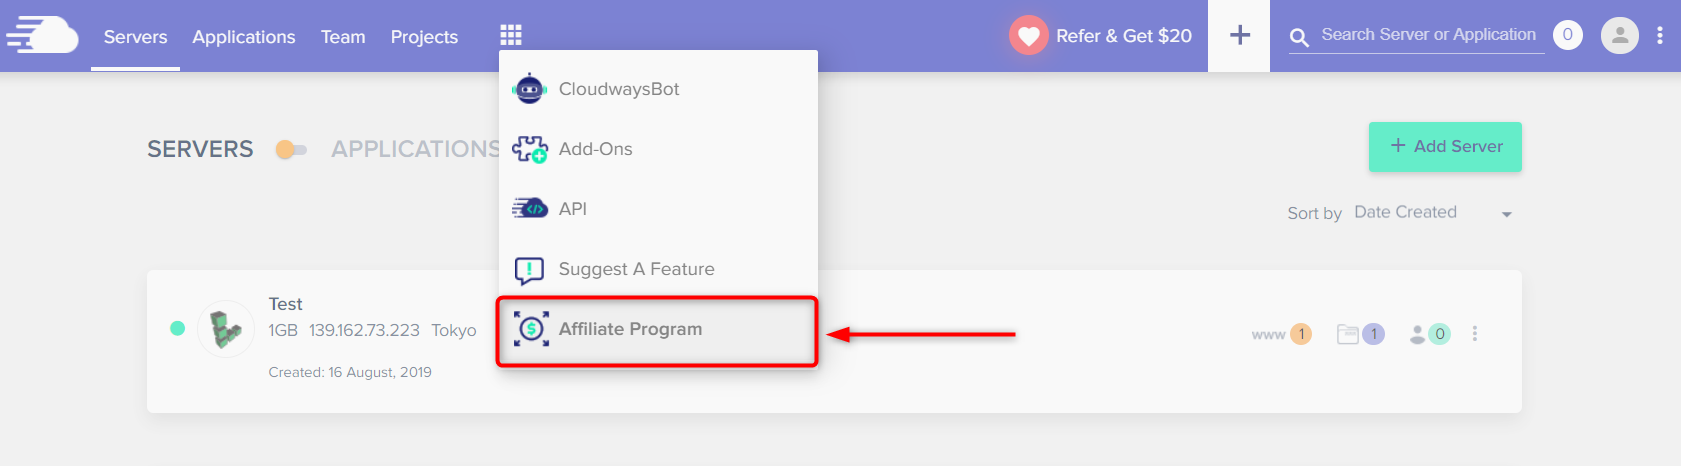 Servers Applications Team Projects Refer & Get $20 + Search Server or Application 0
CloudwaysBot
SERVERS APPLICATIONS Add-Ons + Add Server
API Sort by Date Created
Suggest A Feature
Test
1GB 139.162.73.223 Tokyo Affiliate Program www 1 1 0
Created: 16 August, 2019